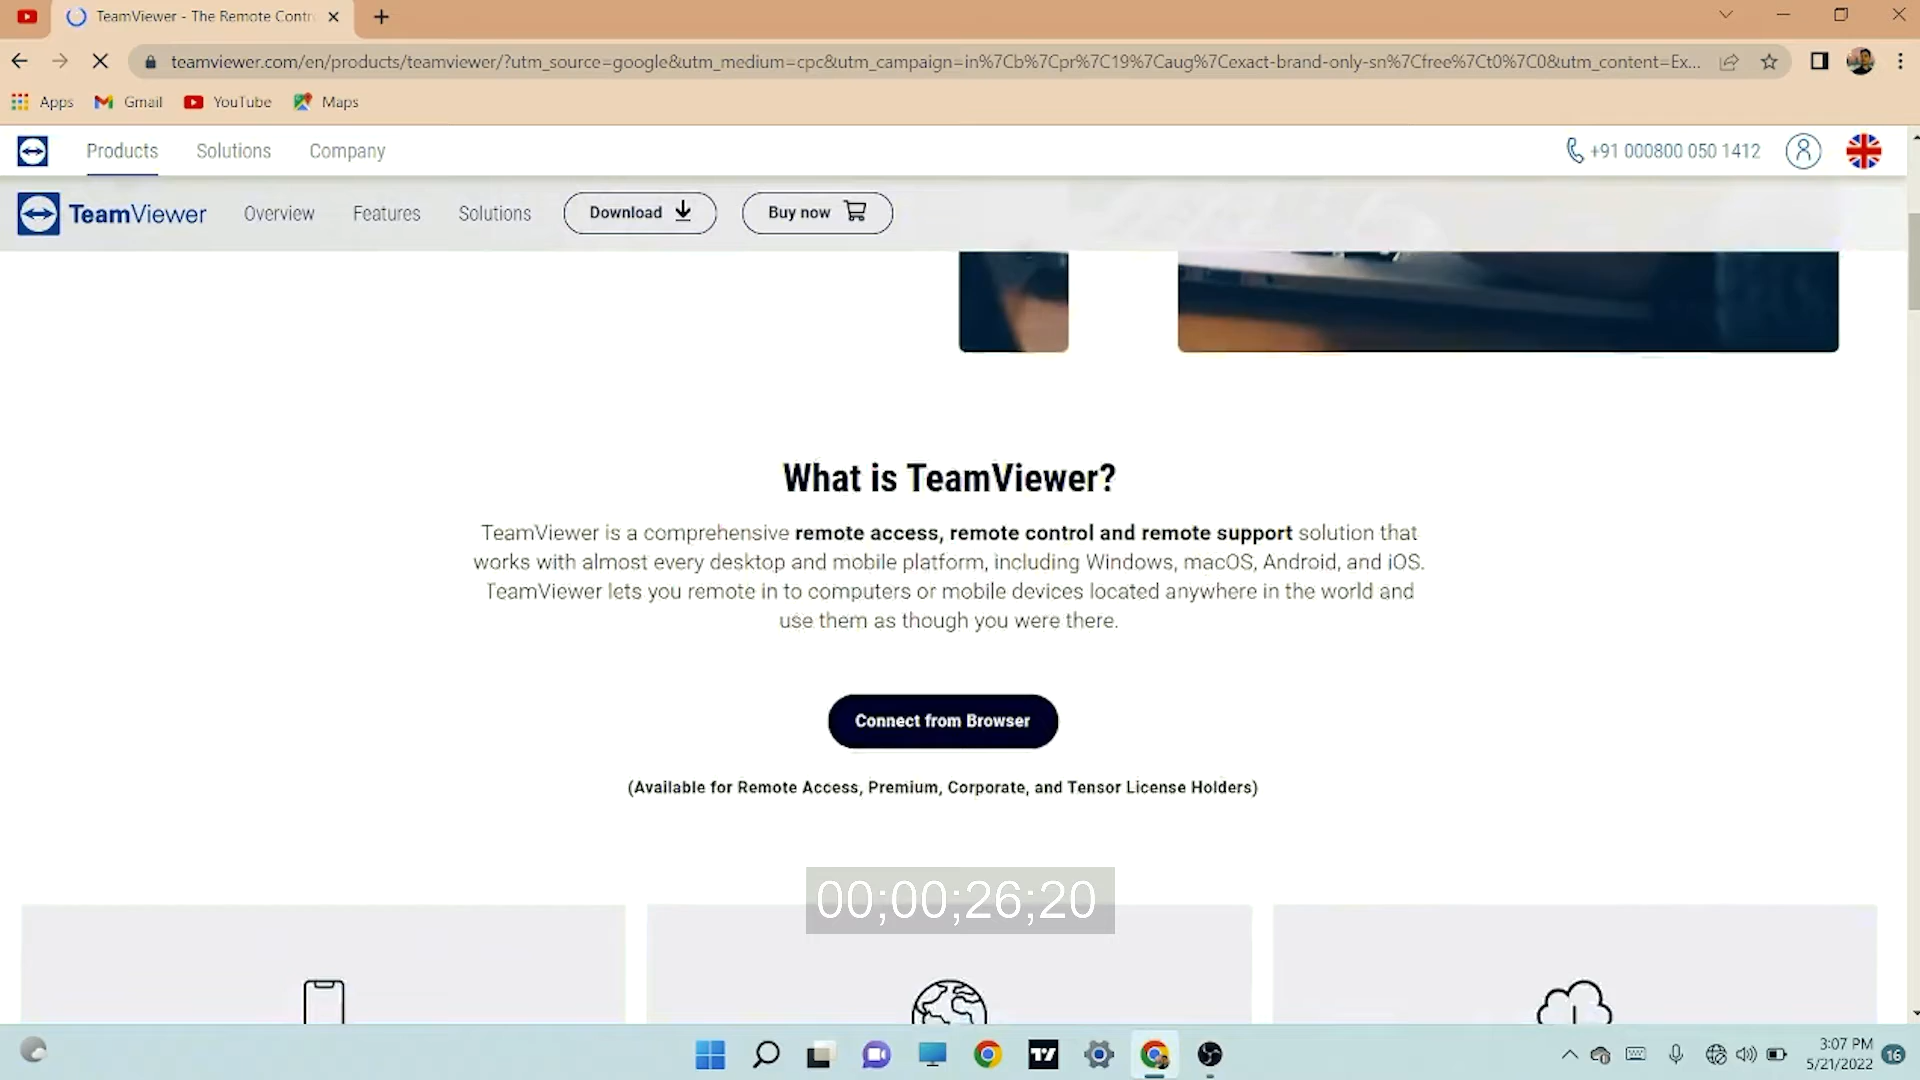 TeamViewer - The Remote Contr
teamviewer.com/en/products/teamviewer/?utm_source=google&utm_medium=cpc&utm_campaign=in%7Cb%7Cpr%7C19%7Caug%7Cexact-brand-only-sn%7Cfree%7Ct0%7C0&utm_content=Ex...
Apps Gmail YouTube Maps
Products Solutions Company +91 000800 050 1412
TeamViewer Overview Features Solutions Download Buy now
What is TeamViewer?
TeamViewer is a comprehensive remote access, remote control and remote support solution that
works with almost every desktop and mobile platform, including Windows, macOS, Android, and iOS.
TeamViewer lets you remote in to computers or mobile devices located anywhere in the world and
use them as though you were there.
Connect from Browser
(Available for Remote Access, Premium, Corporate, and Tensor License Holders)
00;00;26;20
3:07 PM
5/21/2022
16